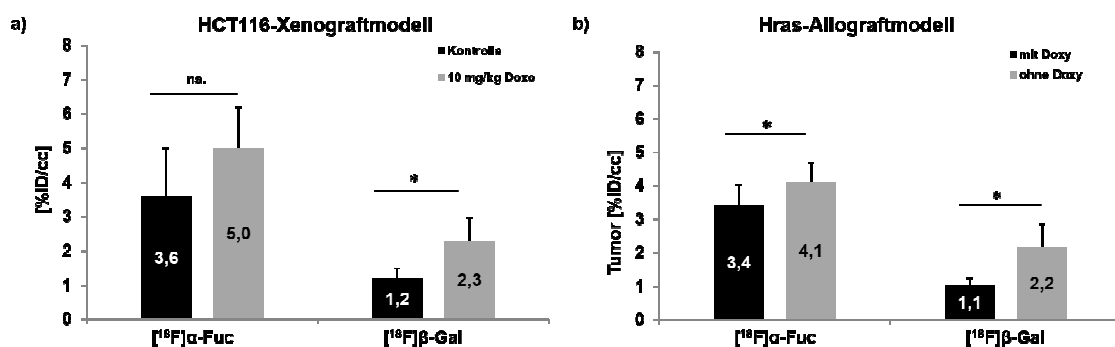 a)
HCT116-Xenograftmodell
Kontrolle
10 mg/kg Doxo
[%ID/cc]
8
7
6
5
4
3
2
1
0
ns.
*
3,6
5,0
1,2
2,3
[¹⁸F]α-Fuc
[¹⁸F]β-Gal
b)
Hras-Allograftmodell
mit Doxy
ohne Doxy
Tumor [%ID/cc]
8
7
6
5
4
3
2
1
0
*
*
3,4
4,1
1,1
2,2
[¹⁸F]α-Fuc
[¹⁸F]β-Gal